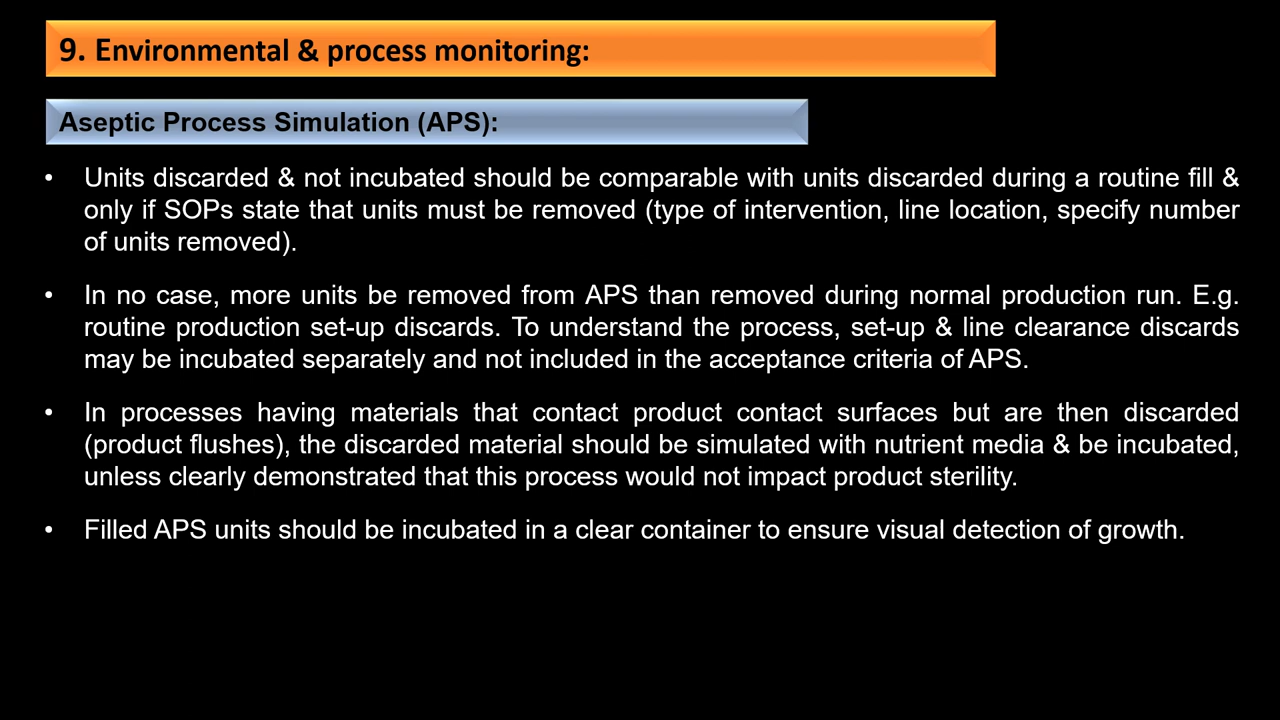 9. Environmental & process monitoring:
Aseptic Process Simulation (APS):
• Units discarded & not incubated should be comparable with units discarded during a routine fill &
only if SOPs state that units must be removed (type of intervention, line location, specify number
of units removed).
• In no case, more units be removed from APS than removed during normal production run. E.g.
routine production set-up discards. To understand the process, set-up & line clearance discards
may be incubated separately and not included in the acceptance criteria of APS.
• In processes having materials that contact product contact surfaces but are then discarded
(product flushes), the discarded material should be simulated with nutrient media & be incubated,
unless clearly demonstrated that this process would not impact product sterility.
• Filled APS units should be incubated in a clear container to ensure visual detection of growth.